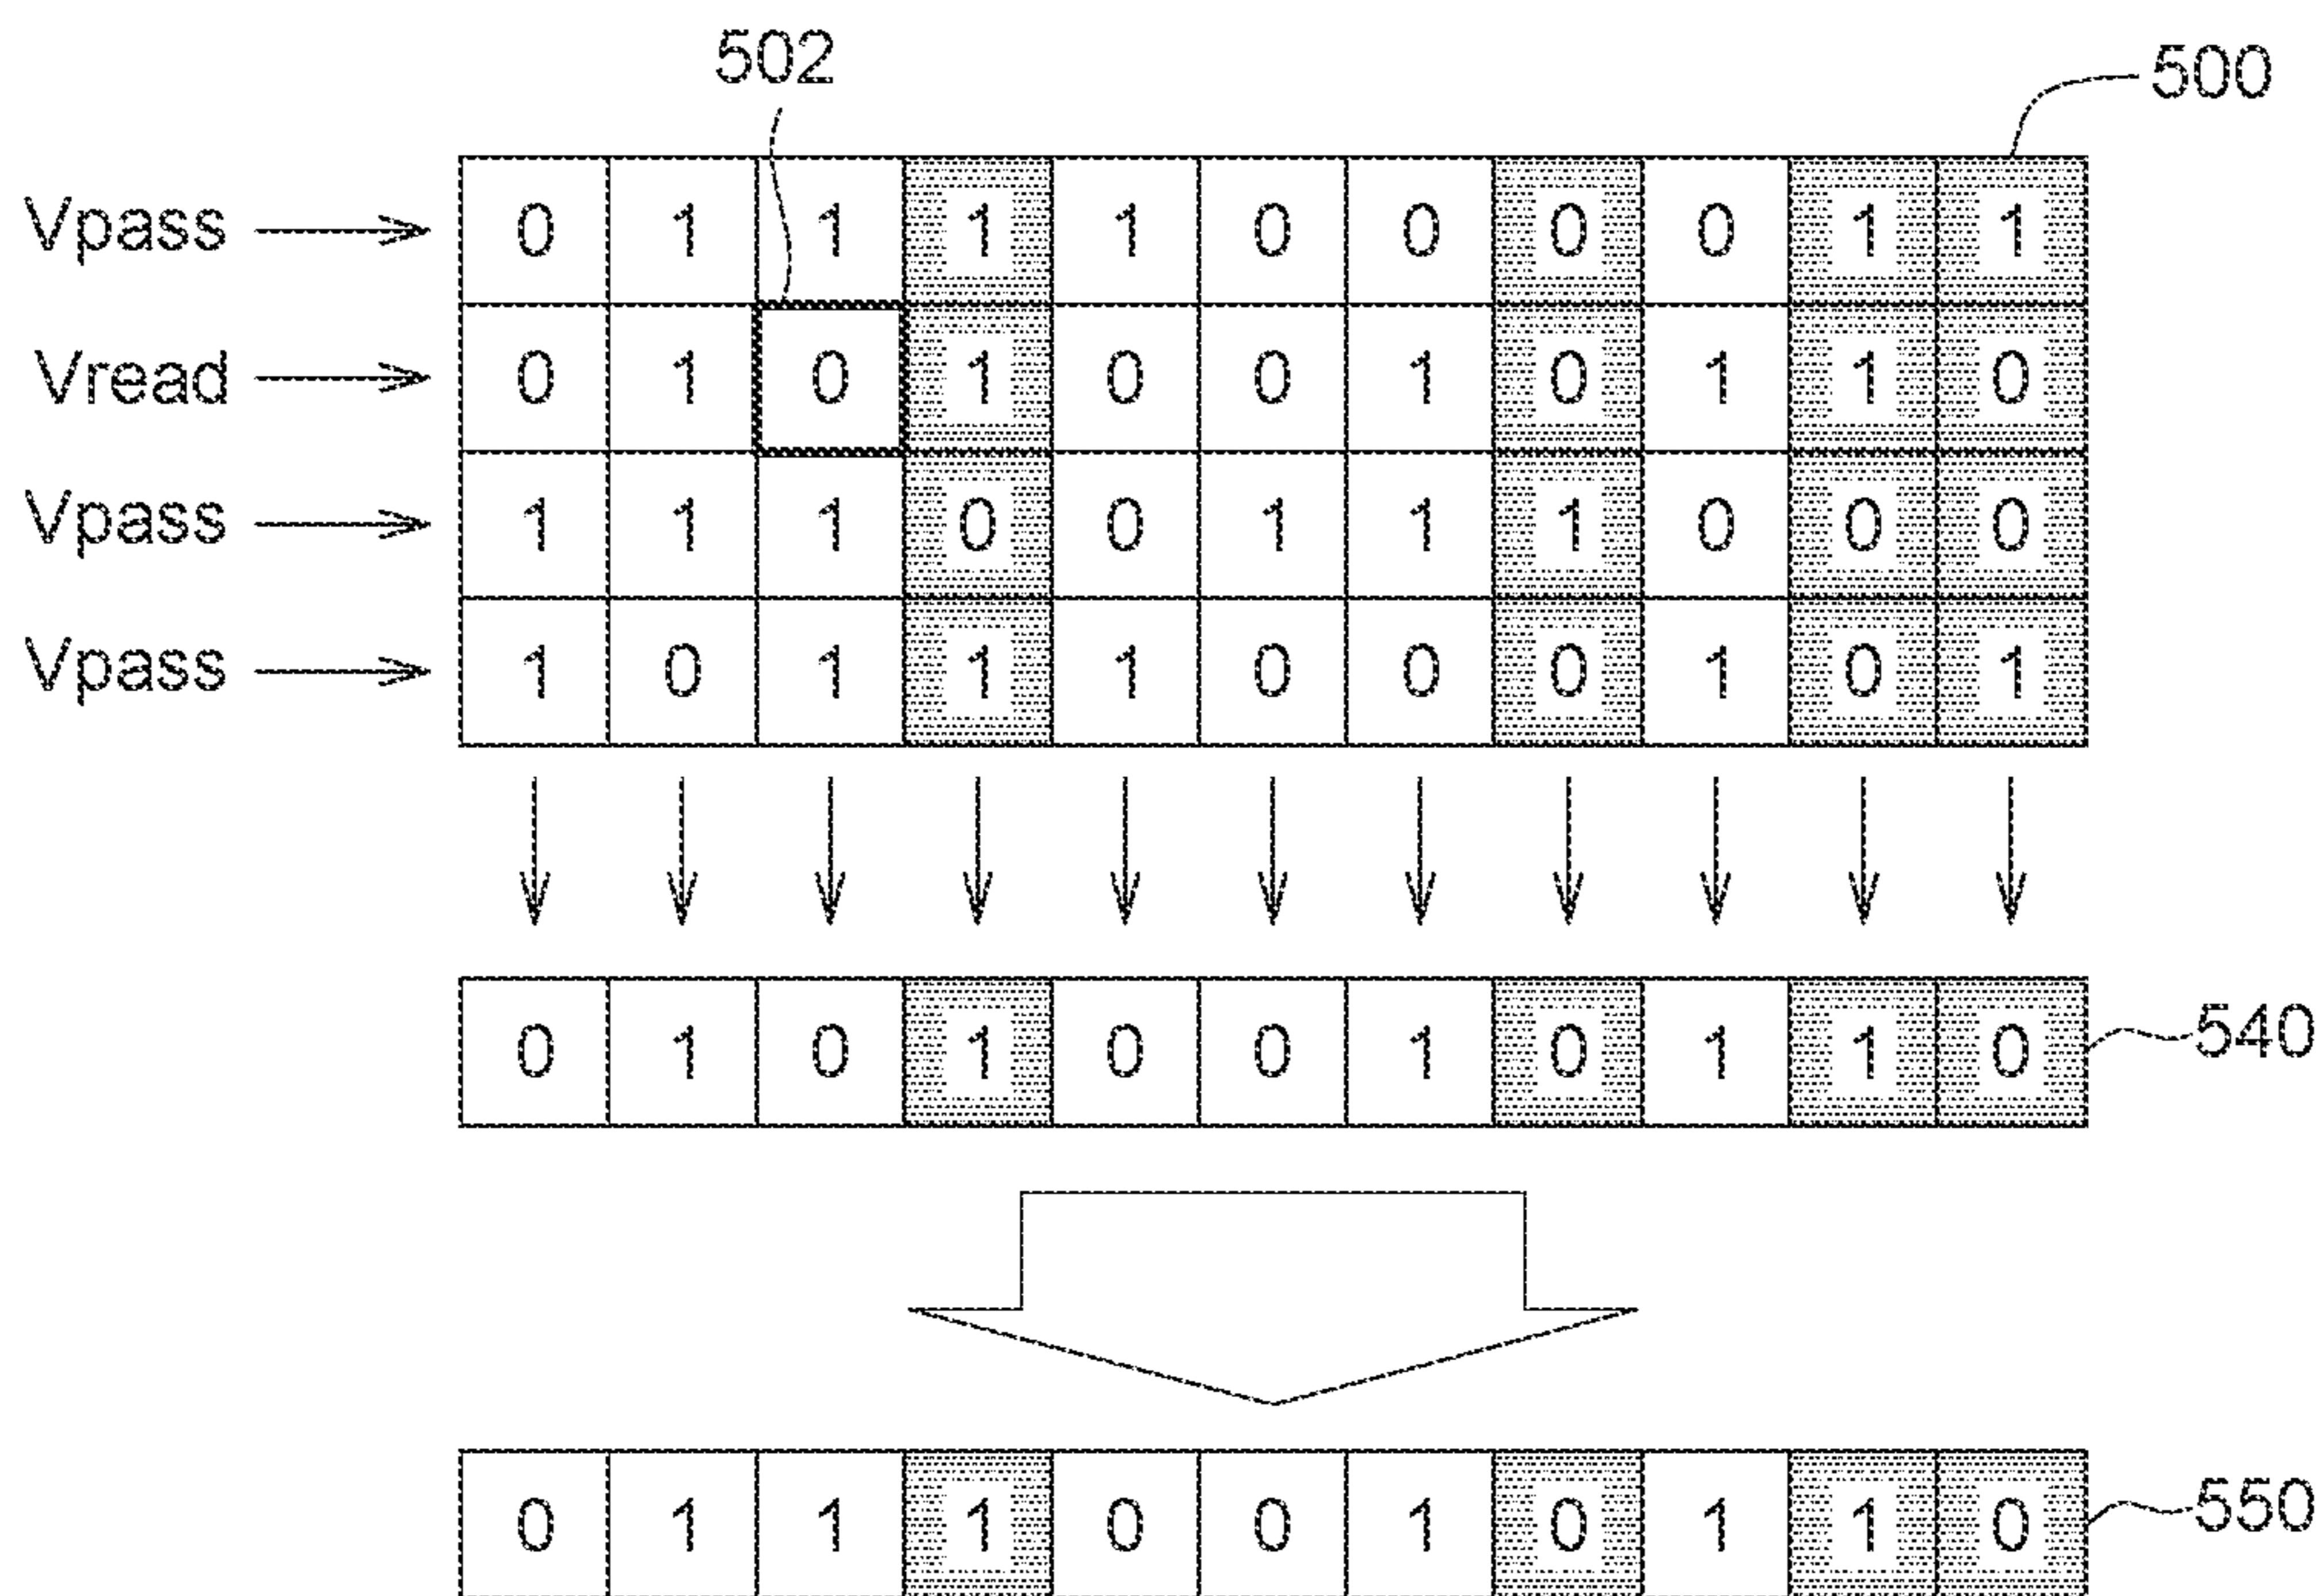 502
500
Vpass 0 1 1 1 1 0 0 0 0 1 1
Vread 0 1 0 1 0 0 1 0 1 1 0
Vpass 1 1 1 0 0 1 1 1 0 0 0
Vpass 1 0 1 1 1 0 0 0 1 0 1
0 1 0 1 0 0 1 0 1 1 0 540
0 1 1 1 0 0 1 0 1 1 0 550